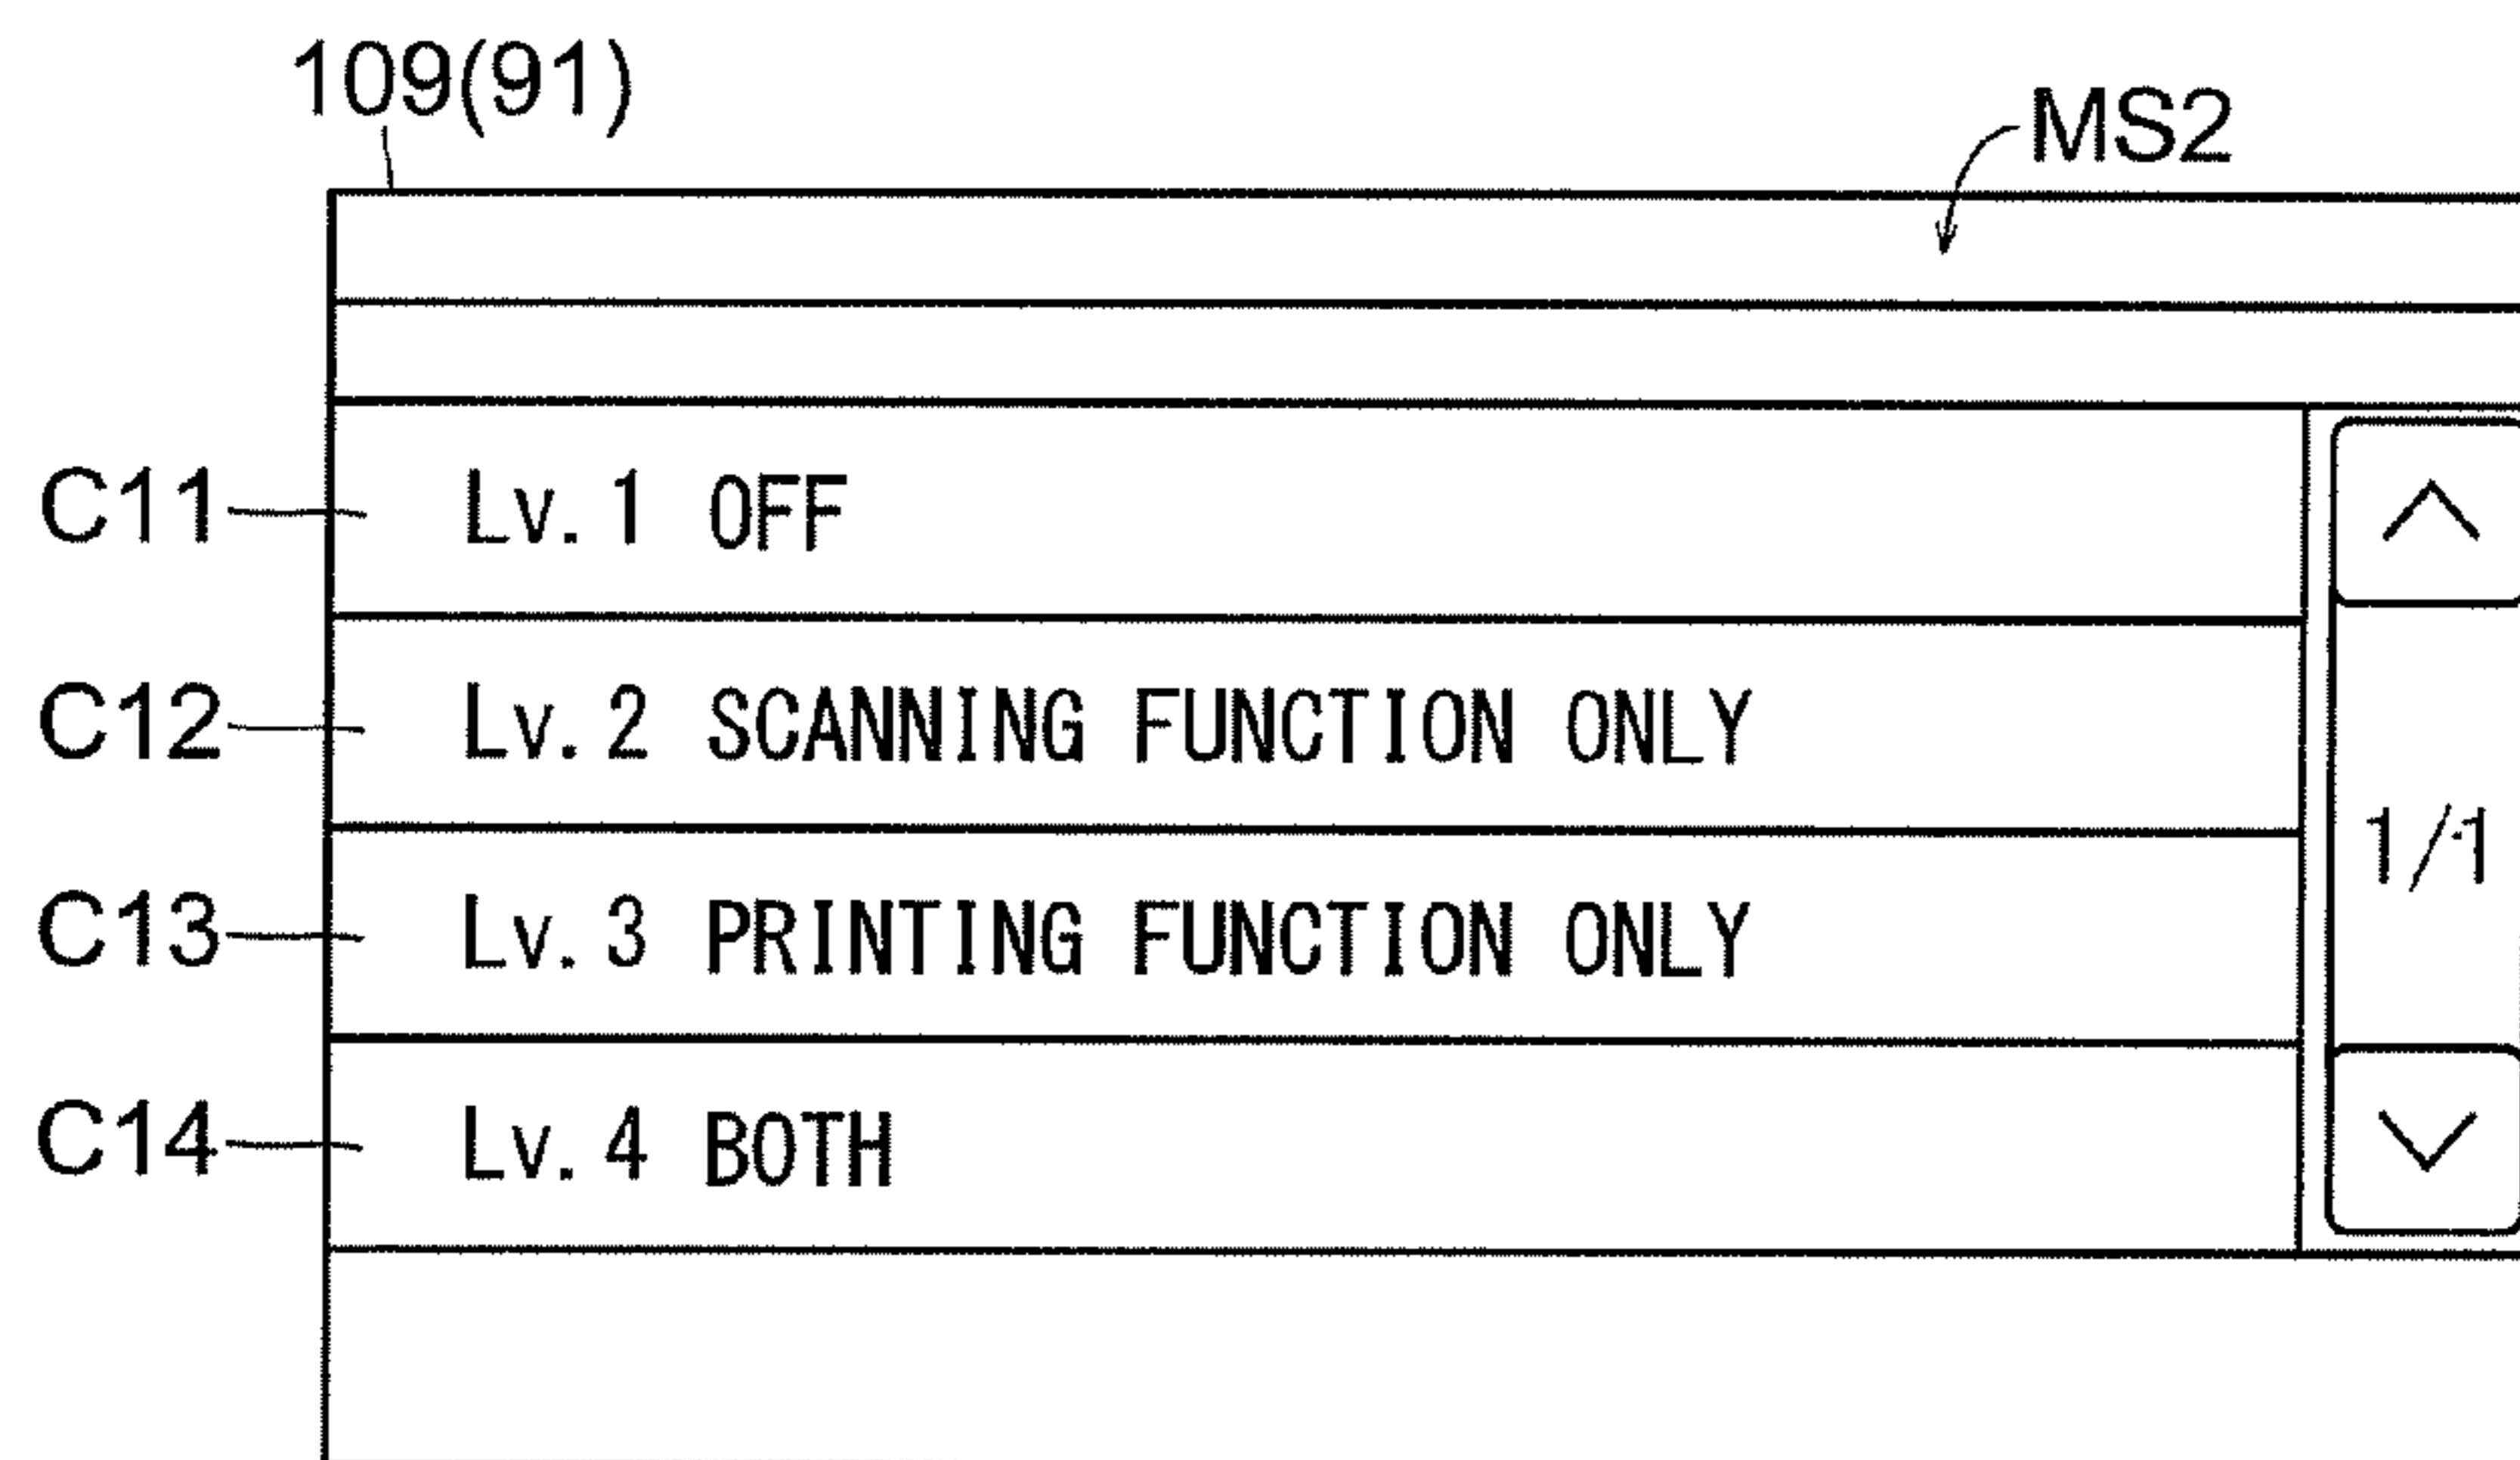 109(91)
MS2
C11 Lv.1 OFF
C12 Lv.2 SCANNING FUNCTION ONLY
1/1
C13 Lv.3 PRINTING FUNCTION ONLY
C14 Lv.4 BOTH